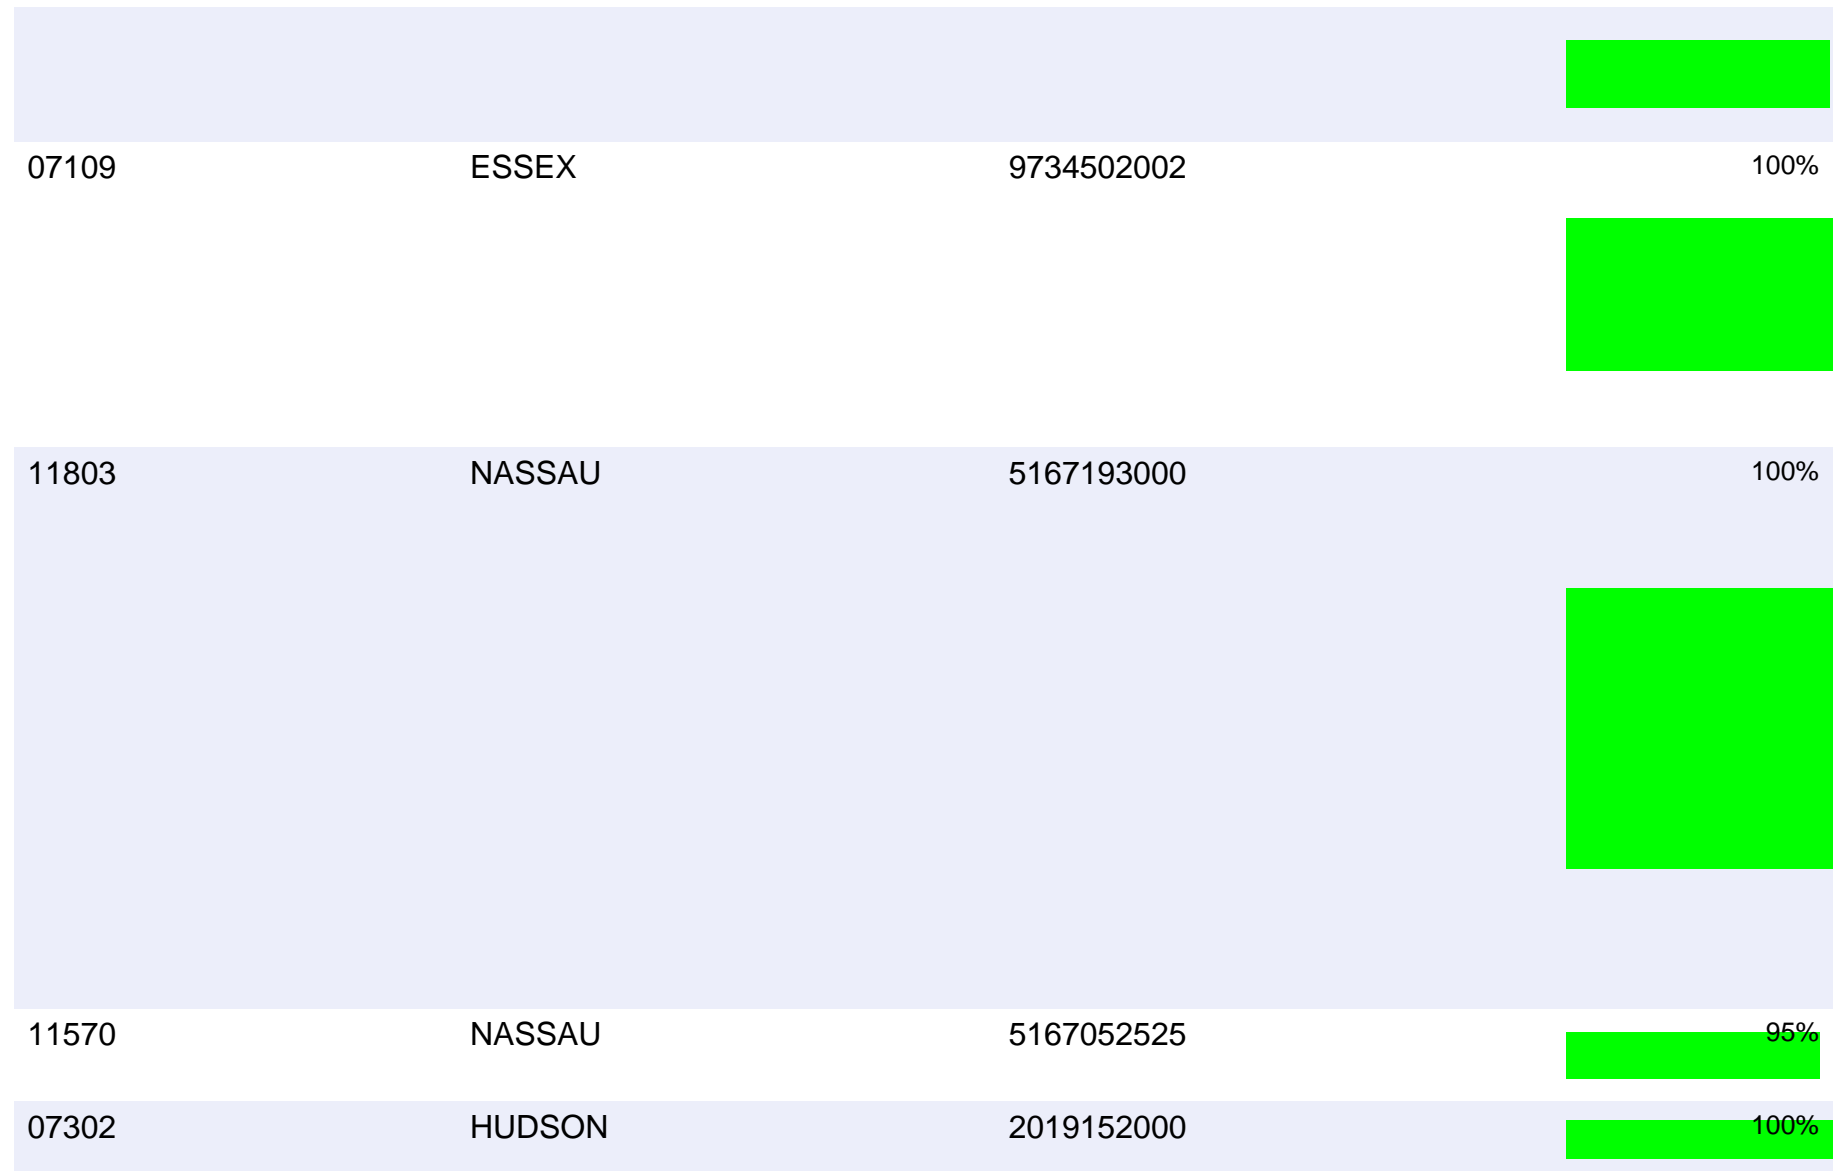 07109 ESSEX 9734502002 100%
11803 NASSAU 5167193000 100%
11570 NASSAU 5167052525 95%
07302 HUDSON 2019152000 100%